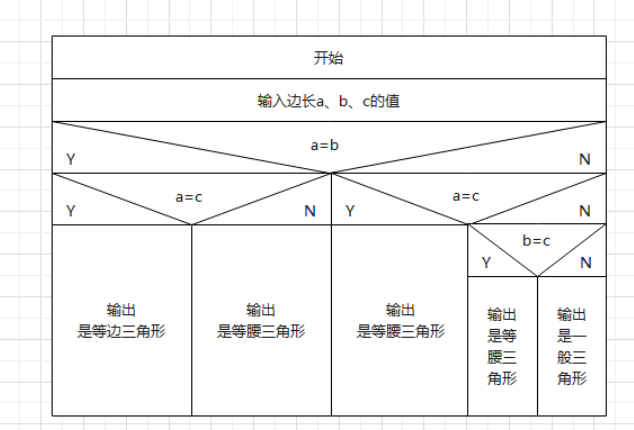 开始
输入边长a、b、c的值
a=b
Y
N
a=c
Y
N
a=c
Y
N
b=c
Y
N
输出
是等边三角形
输出
是等腰三角形
输出
是等腰三角形
输出
是等
腰三
角形
输出
是一
般三
角形